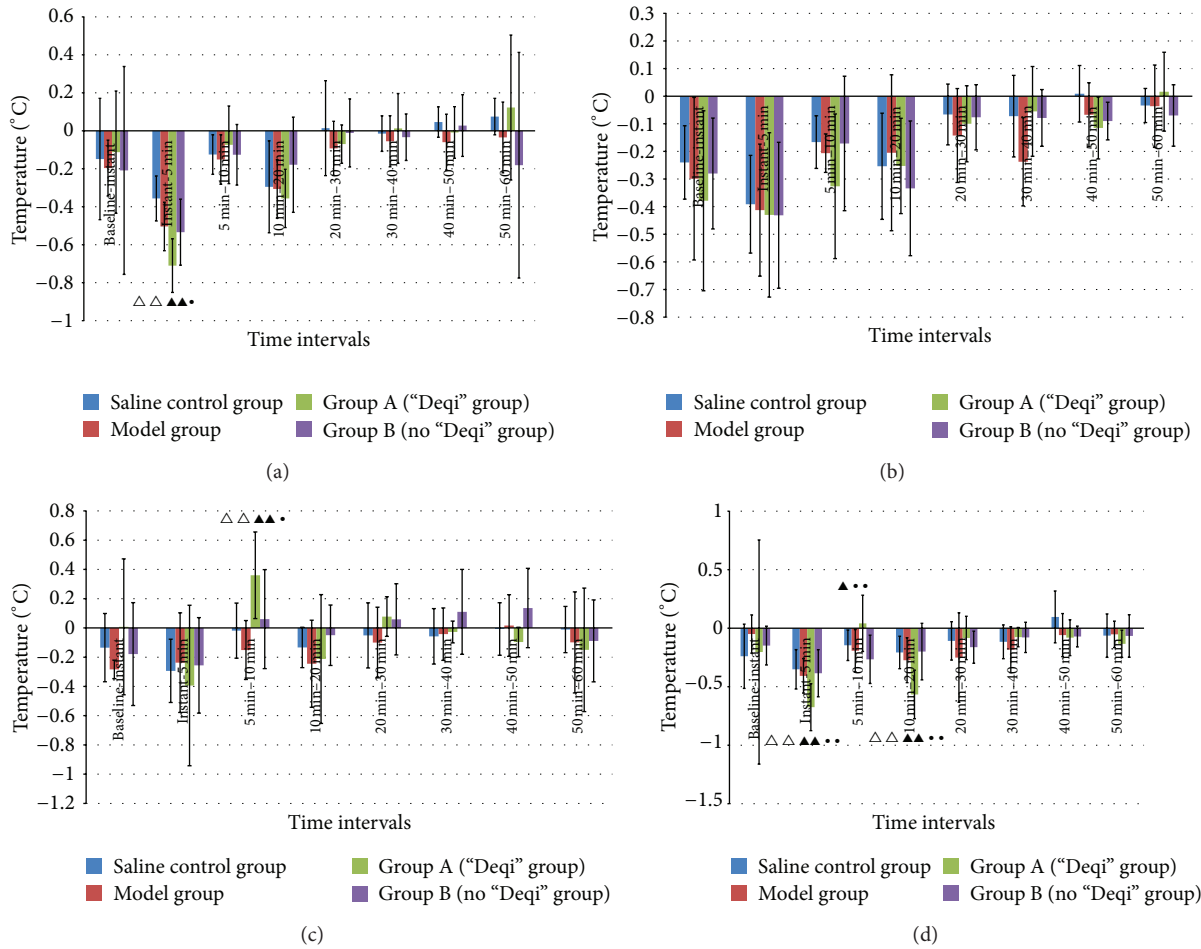 0.6
0.4
0.2
0
−0.2
−0.4
−0.6
−0.8
−1
Temperature (°C)
Baseline-instant
Instant-5 min
5 min–10 min
10 min–20 min
20 min–30 min
30 min–40 min
40 min–50 min
50 min–60 min
△ △ ▲▲•
Time intervals
Saline control group
Model group
Group A (“Deqi” group)
Group B (no “Deqi” group)
(a)
0.3
0.2
0.1
0
−0.1
−0.2
−0.3
−0.4
−0.5
−0.6
−0.7
−0.8
Temperature (°C)
Baseline-instant
Instant-5 min
5 min–10 min
10 min–20 min
20 min–30 min
30 min–40 min
40 min–50 min
50 min–60 min
Time intervals
Saline control group
Model group
Group A (“Deqi” group)
Group B (no “Deqi” group)
(b)
0.8
0.6
0.4
0.2
0
−0.2
−0.4
−0.6
−0.8
−1
−1.2
Temperature (°C)
△ △ ▲▲ •
Baseline-instant
Instant-5 min
5 min–10 min
10 min–20 min
20 min–30 min
30 min–40 min
40 min–50 min
50 min–60 min
Time intervals
Saline control group
Model group
Group A (“Deqi” group)
Group B (no “Deqi” group)
(c)
1
0.5
0
−0.5
−1
−1.5
Temperature (°C)
▲ • •
Baseline-instant
Instant-5 min
5 min–10 min
10 min–20 min
20 min–30 min
30 min–40 min
40 min–50 min
50 min–60 min
△ △ ▲▲ • •
△ △ ▲▲ • •
Time intervals
Saline control group
Model group
Group A (“Deqi” group)
Group B (no “Deqi” group)
(d)